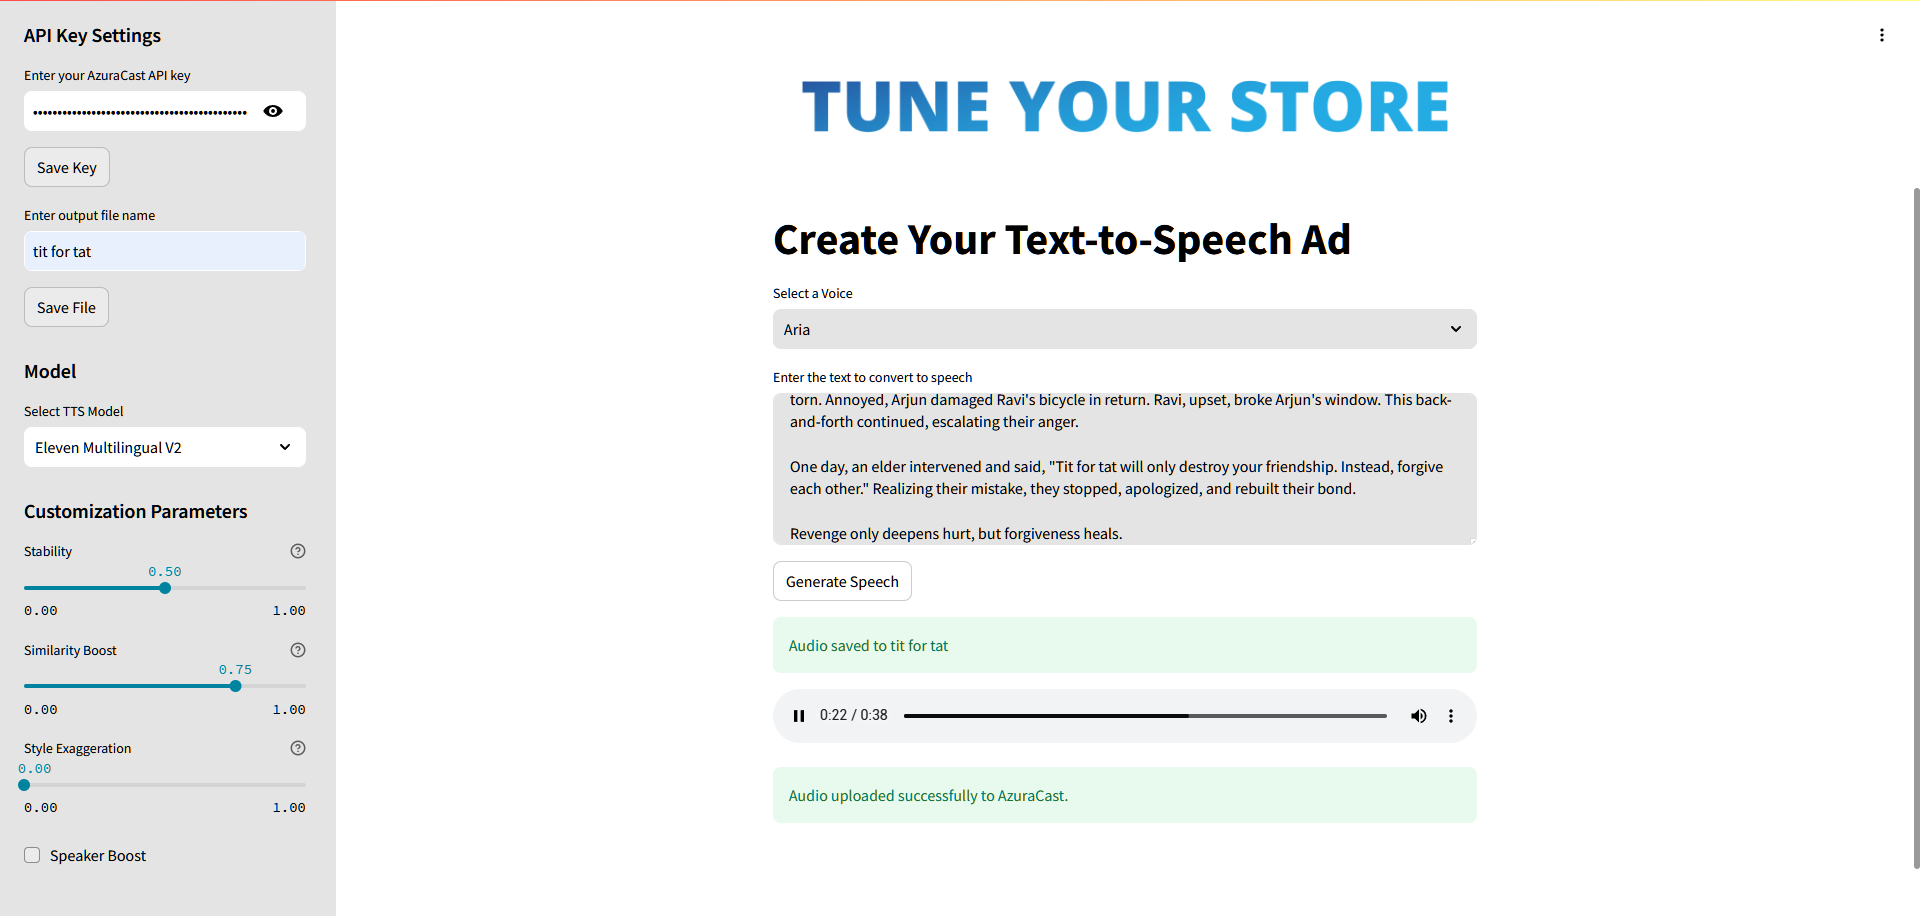 API Key Settings
Enter your AzuraCast API key
Save Key
Enter output file name
tit for tat
Save File
Model
Select TTS Model
Eleven Multilingual V2
Customization Parameters
Stability
0.50
0.00 1.00
Similarity Boost
0.75
0.00 1.00
Style Exaggeration
0.00
0.00 1.00
Speaker Boost
TUNE YOUR STORE
Create Your Text-to-Speech Ad
Select a Voice
Aria
Enter the text to convert to speech
torn. Annoyed, Arjun damaged Ravi's bicycle in return. Ravi, upset, broke Arjun's window. This back-
and-forth continued, escalating their anger.
One day, an elder intervened and said, "Tit for tat will only destroy your friendship. Instead, forgive
each other." Realizing their mistake, they stopped, apologized, and rebuilt their bond.
Revenge only deepens hurt, but forgiveness heals.
Generate Speech
Audio saved to tit for tat
0:22 / 0:38
Audio uploaded successfully to AzuraCast.